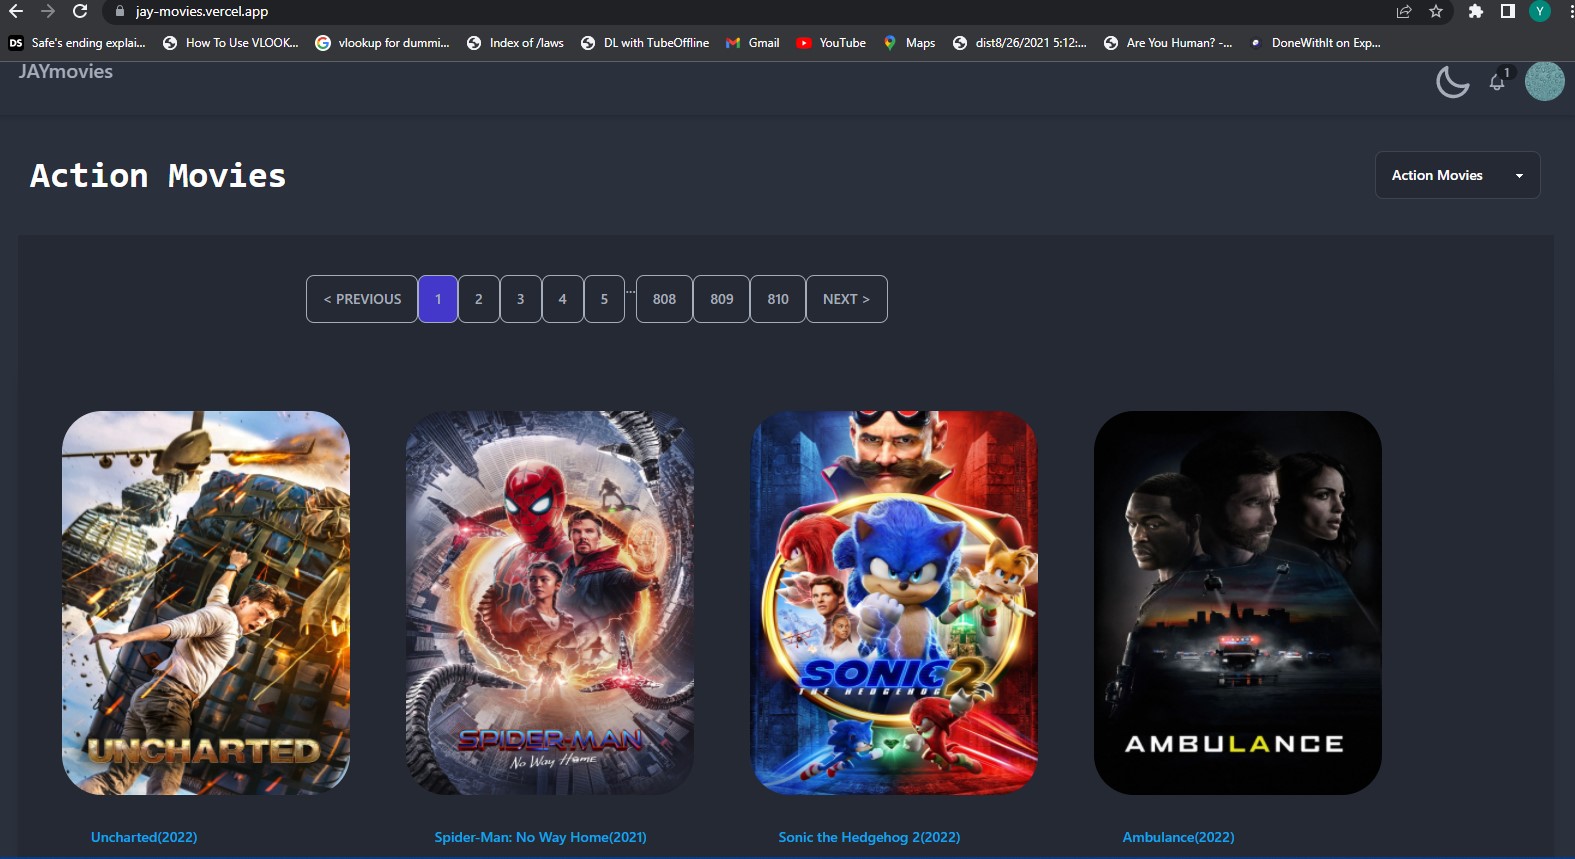 jay-movies.vercel.app
Y
DS Safe's ending explai... How To Use VLOOK... vlookup for dummi... Index of /laws DL with TubeOffline Gmail YouTube Maps dist8/26/2021 5:12:... Are You Human? -... DoneWithIt on Exp...
JAYmovies
1
Action Movies
Action Movies
< PREVIOUS 1 2 3 4 5 ... 808 809 810 NEXT >
UNCHARTED
SPIDER-MAN
No Way Home
SONIC 2
THE HEDGEHOG
AMBULANCE
Uncharted(2022) Spider-Man: No Way Home(2021) Sonic the Hedgehog 2(2022) Ambulance(2022)